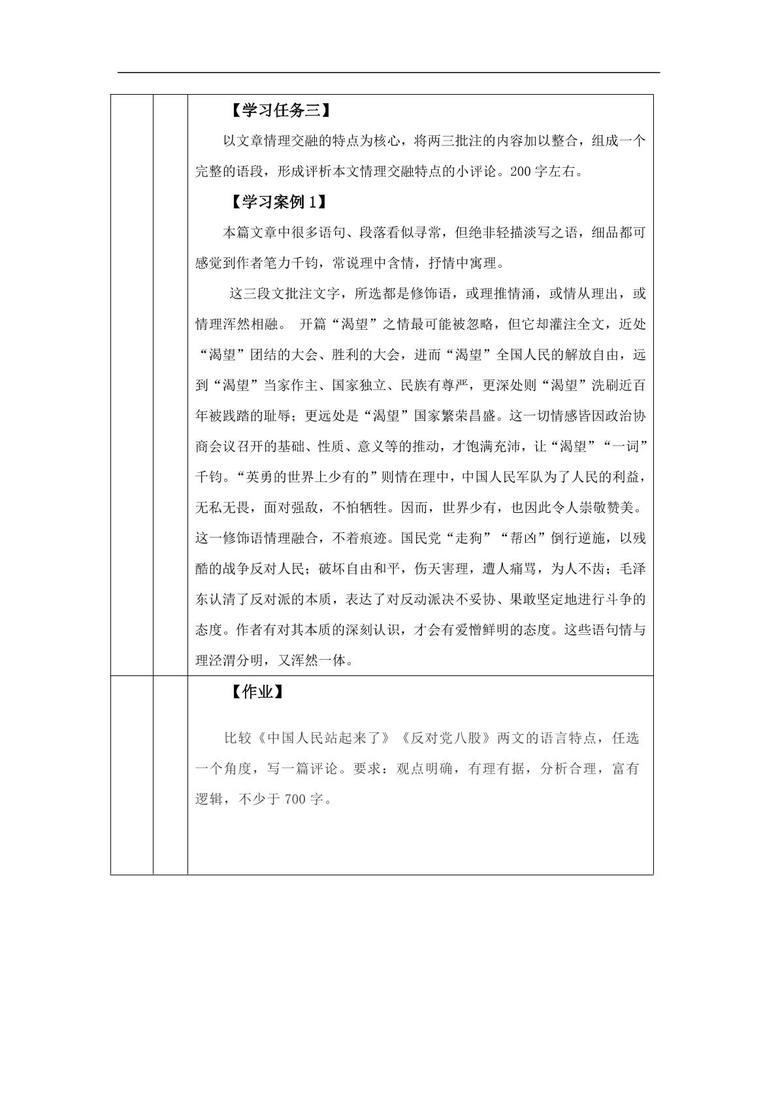 【学习任务三】
以文章情理交融的特点为核心，将两三批注的内容加以整合，组成一个
完整的语段，形成评析本文情理交融特点的小评论。200 字左右。
【学习案例 1】
本篇文章中很多语句、段落看似寻常，但绝非轻描淡写之语，细品都可
感觉到作者笔力千钧，常说理中含情，抒情中寓理。
这三段文批注文字，所选都是修饰语，或理推情涌，或情从理出，或
情理浑然相融。 开篇“渴望”之情最可能被忽略，但它却灌注全文，近处
“渴望”团结的大会、胜利的大会，进而“渴望”全国人民的解放自由，远
到“渴望”当家作主、国家独立、民族有尊严，更深处则“渴望”洗刷近百
年被践踏的耻辱；更远处是“渴望”国家繁荣昌盛。这一切情感皆因政治协
商会议召开的基础、性质、意义等的推动，才饱满充沛，让“渴望”“一词”
千钧。“英勇的世界上少有的”则情在理中，中国人民军队为了人民的利益，
无私无畏，面对强敌，不怕牺牲。因而，世界少有，也因此令人崇敬赞美。
这一修饰语情理融合，不着痕迹。国民党“走狗”“帮凶”倒行逆施，以残
酷的战争反对人民；破坏自由和平，伤天害理，遭人痛骂，为人不齿；毛泽
东认清了反对派的本质，表达了对反动派决不妥协、果敢坚定地进行斗争的
态度。作者有对其本质的深刻认识，才会有爱憎鲜明的态度。这些语句情与
理泾渭分明，又浑然一体。
【作业】
比较《中国人民站起来了》《反对党八股》两文的语言特点，任选
一个角度，写一篇评论。要求：观点明确，有理有据，分析合理，富有
逻辑，不少于 700 字。